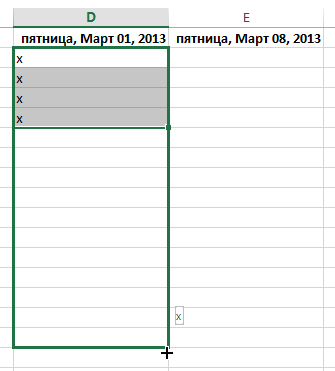 D E
пятница, Март 01, 2013 пятница, Март 08, 2013
x
x
x
x
x